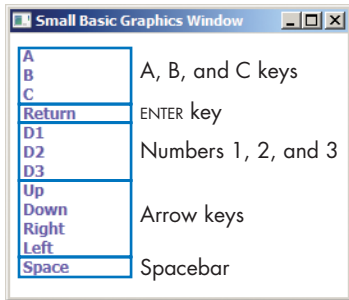 Small Basic Graphics Window
A
B
C
A, B, and C keys
Return
ENTER key
D1
D2
D3
Numbers 1, 2, and 3
Up
Down
Right
Left
Arrow keys
Space
Spacebar